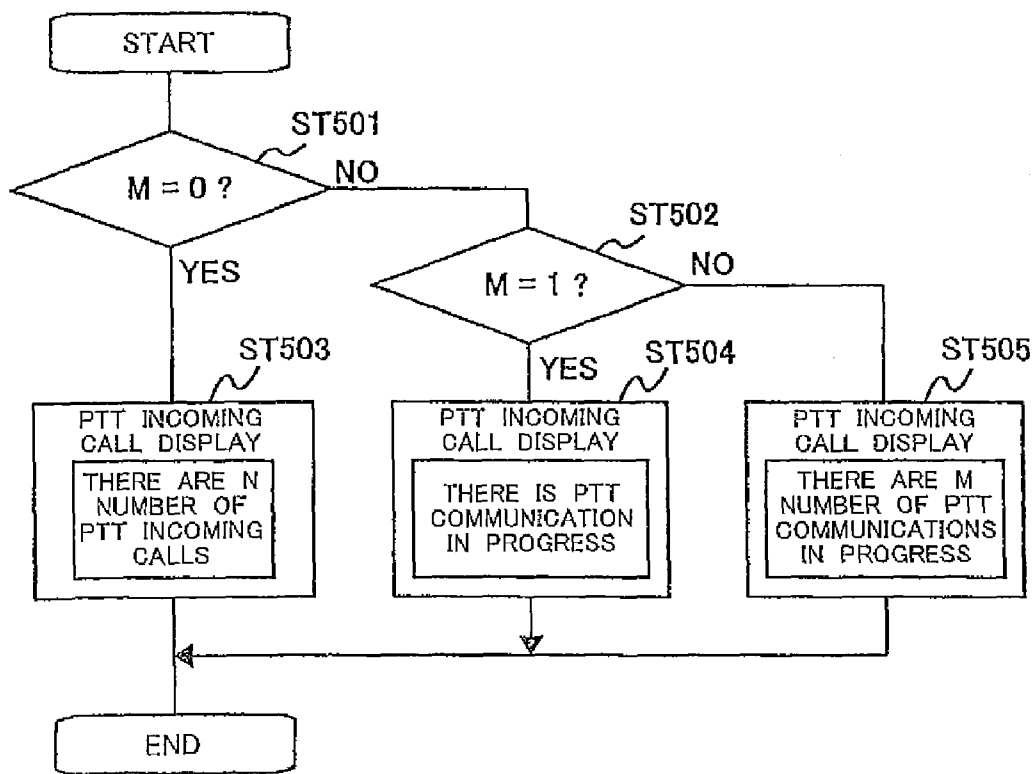 START
ST501
M = 0 ?
NO
YES
ST502
M = 1 ?
NO
YES
ST503
PTT INCOMING
CALL DISPLAY
THERE ARE N
NUMBER OF
PTT INCOMING
CALLS
ST504
PTT INCOMING
CALL DISPLAY
THERE IS PTT
COMMUNICATION
IN PROGRESS
ST505
PTT INCOMING
CALL DISPLAY
THERE ARE M
NUMBER OF PTT
COMMUNICATIONS
IN PROGRESS
END